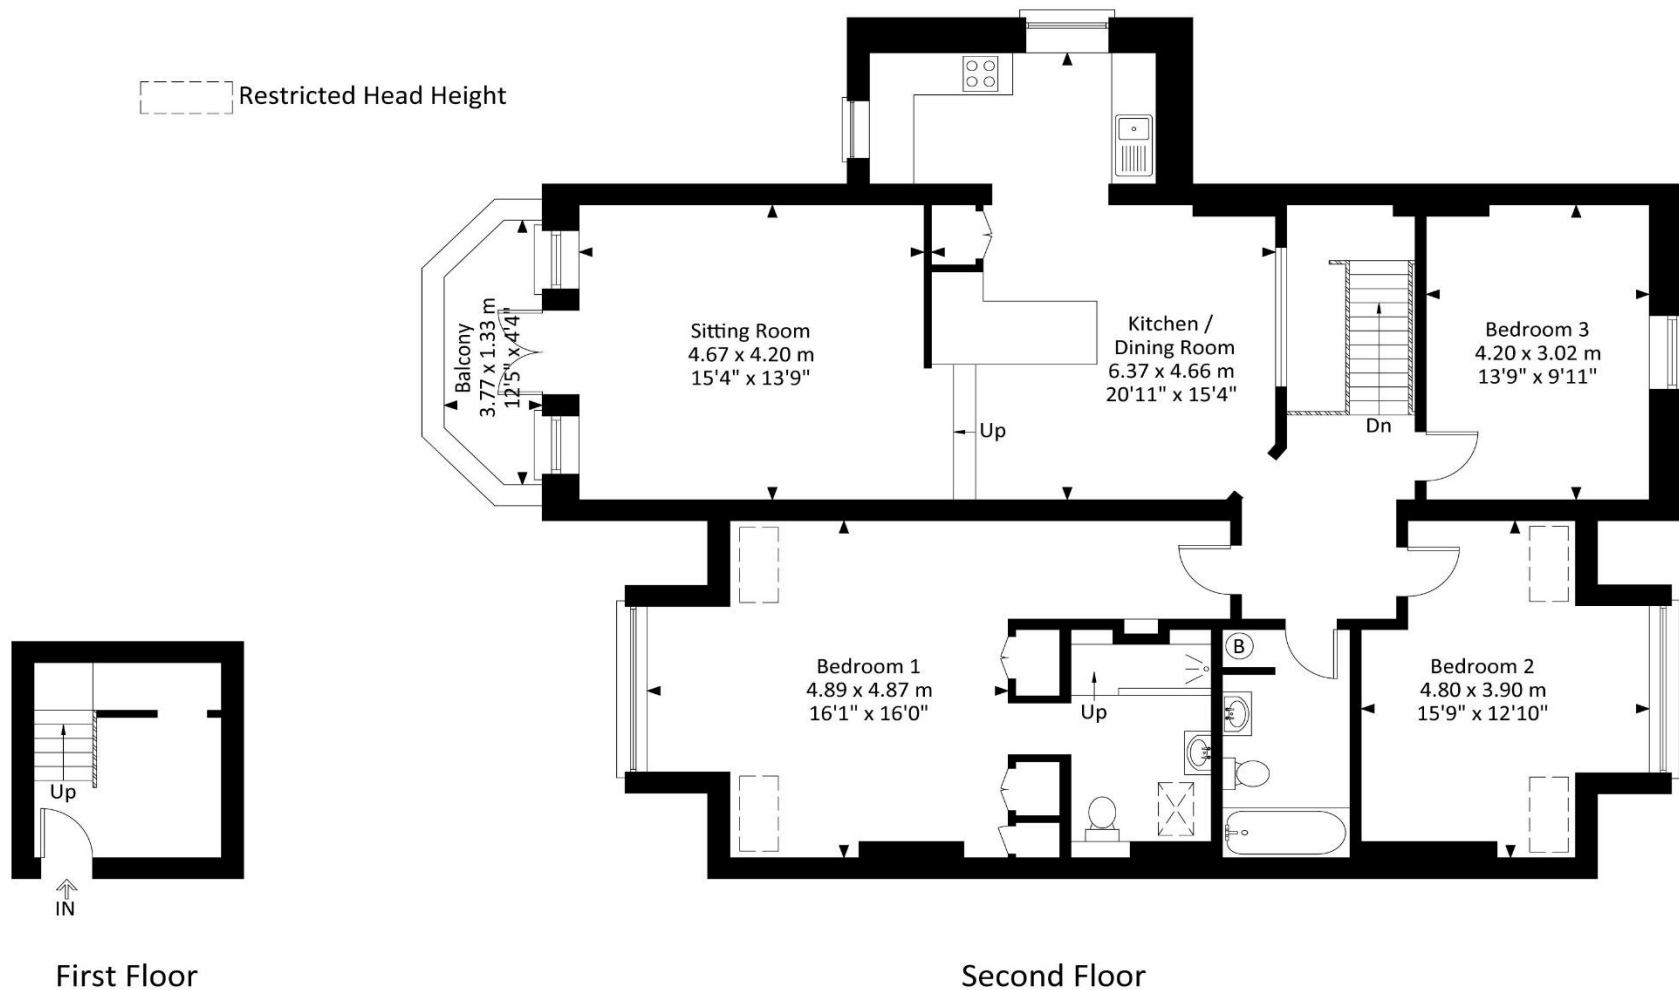 Restricted Head Height
Balcony
3.77 x 1.33 m
12'5" x 4'4"
Sitting Room
4.67 x 4.20 m
15'4" x 13'9"
Kitchen /
Dining Room
6.37 x 4.66 m
20'11" x 15'4"
Up
Dn
Bedroom 3
4.20 x 3.02 m
13'9" x 9'11"
Bedroom 1
4.89 x 4.87 m
16'1" x 16'0"
Up
B
Bedroom 2
4.80 x 3.90 m
15'9" x 12'10"
Up
IN
First Floor
Second Floor